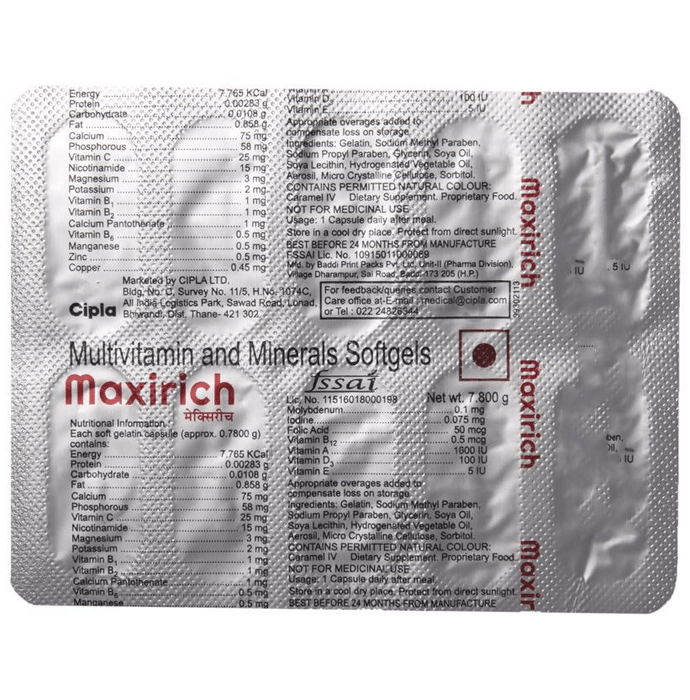 Energy 7.765 KCal
Protein 0.00283 g
Carbohydrate 0.0108 g
Fat 0.858 g
Calcium 75 mg
Phosphorous 58 mg
Vitamin C 25 mg
Nicotinamide 15 mg
Magnesium 3 mg
Potassium 2 mg
Vitamin B1 1 mg
Vitamin B2 1 mg
Calcium Pantothenate 1 mg
Vitamin B6 0.5 mg
Manganese 0.5 mg
Zinc 0.5 mg
Copper 0.45 mg
Vitamin D3 100 IU
Vitamin E 5 IU
Appropriate overages added to
compensate loss on storage
Ingredients: Gelatin, Sodium Methyl Paraben,
Sodium Propyl Paraben, Glycerin, Soya Oil,
Soya Lecithin, Hydrogenated Vegetable Oil,
Aerosil, Micro Crystalline Cellulose, Sorbitol.
CONTAINS PERMITTED NATURAL COLOUR:
Caramel IV Dietary Supplement. Proprietary Food.
NOT FOR MEDICINAL USE
Usage: 1 Capsule daily after meal.
Store in a cool dry place. Protect from direct sunlight.
BEST BEFORE 24 MONTHS FROM MANUFACTURE
FSSAI Lic. No. 10915011000089
Mfd. by Baddi Print Packs Pvt. Ltd. Unit-II (Pharma Division),
Village Dharampur, Sai Road, Baddi-173 205 (H.P.)
Cipla
Marketed by CIPLA LTD.
Bldg, No. C, Survey No. 11/5, H.No. 1074C,
All India Logistics Park, Sawad Road, Lonad,
Bhiwandi, Dist. Thane- 421 302.
For feedback/queries contact Customer
Care office at-E-mail : medical@cipla.com
or Tel : 022 24826344
Maxirich
IU
.5 IU
Multivitamin and Minerals Softgels
Maxirich
मेक्सिरीच
fssai
Lic. No. 11516018000198
Net wt. 7.800 g
Nutritional Information
Each soft gelatin capsule (approx. 0.7800 g)
contains:
Energy 7.765 KCal
Protein 0.00283 g
Carbohydrate 0.0108 g
Fat 0.858 g
Calcium 75 mg
Phosphorous 58 mg
Vitamin C 25 mg
Nicotinamide 15 mg
Magnesium 3 mg
Potassium 2 mg
Vitamin B1 1 mg
Vitamin B2 1 mg
Calcium Pantothenate 1 mg
Vitamin B6 0.5 mg
Manganese 0.5 mg
Molybdenum 0.1 mg
Iodine 0.075 mg
Folic Acid 50 mcg
Vitamin B12 0.5 mcg
Vitamin A 1600 IU
Vitamin D3 100 IU
Vitamin E 5 IU
Appropriate overages added to
compensate loss on storage
Ingredients: Gelatin, Sodium Methyl Paraben,
Sodium Propyl Paraben, Glycerin, Soya Oil,
Soya Lecithin, Hydrogenated Vegetable Oil,
Aerosil, Micro Crystalline Cellulose, Sorbitol.
CONTAINS PERMITTED NATURAL COLOUR:
Caramel IV Dietary Supplement. Proprietary Food.
NOT FOR MEDICINAL USE
Usage: 1 Capsule daily after meal.
Store in a cool dry place. Protect from direct sunlight.
BEST BEFORE 24 MONTHS FROM MANUFACTURE
Maxirich
Maxirich
IU